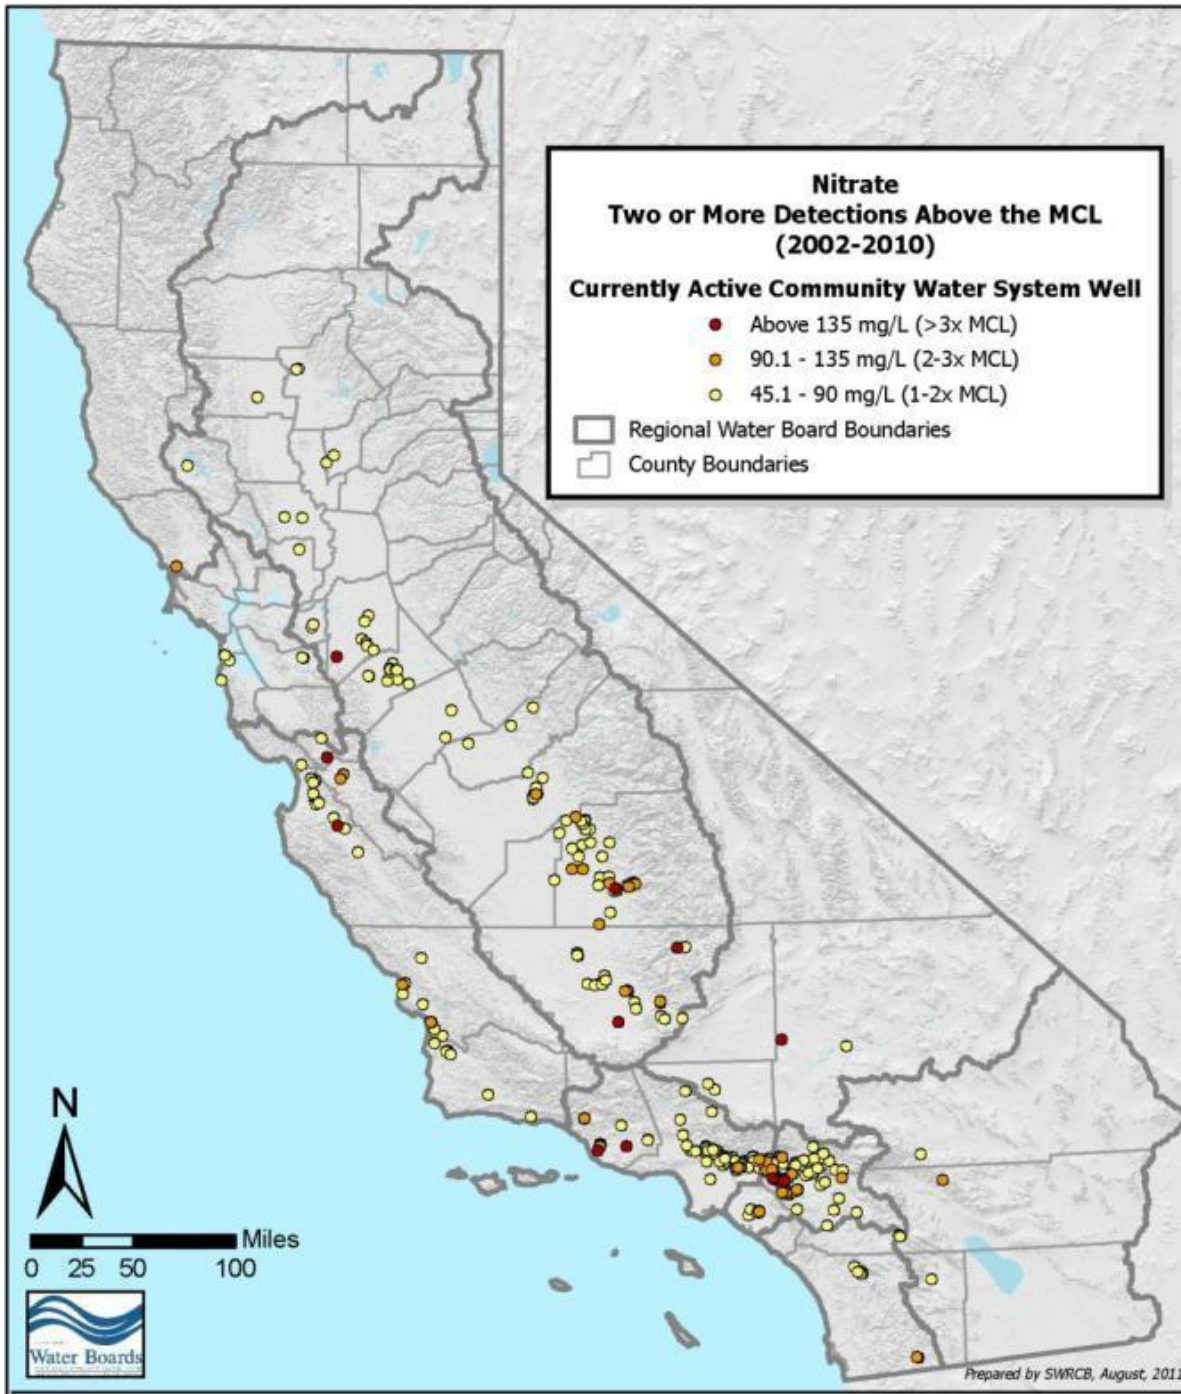 Nitrate
Two or More Detections Above the MCL
(2002-2010)
Currently Active Community Water System Well
Above 135 mg/L (>3x MCL)
90.1 - 135 mg/L (2-3x MCL)
45.1 - 90 mg/L (1-2x MCL)
Regional Water Board Boundaries
County Boundaries
N
Miles
0 25 50 100
Water Boards
Prepared by SWRCB, August, 2011